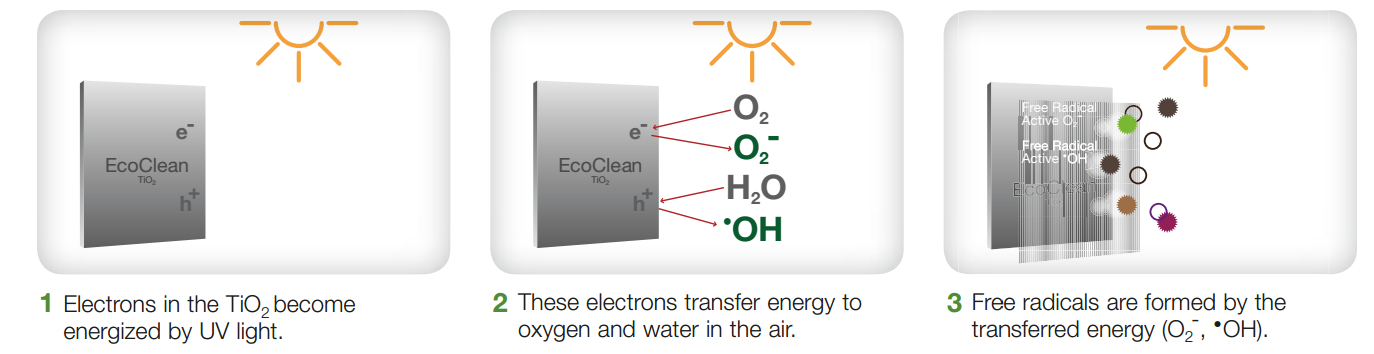 e⁻
EcoClean
TiO₂
h⁺
1 Electrons in the TiO₂ become
energized by UV light.
e⁻
EcoClean
TiO₂
h⁺
O₂
O₂⁻
H₂O
•OH
2 These electrons transfer energy to
oxygen and water in the air.
Free Radical
Active O₂⁻
Free Radical
Active •OH
EcoClean
3 Free radicals are formed by the
transferred energy (O₂⁻, •OH).